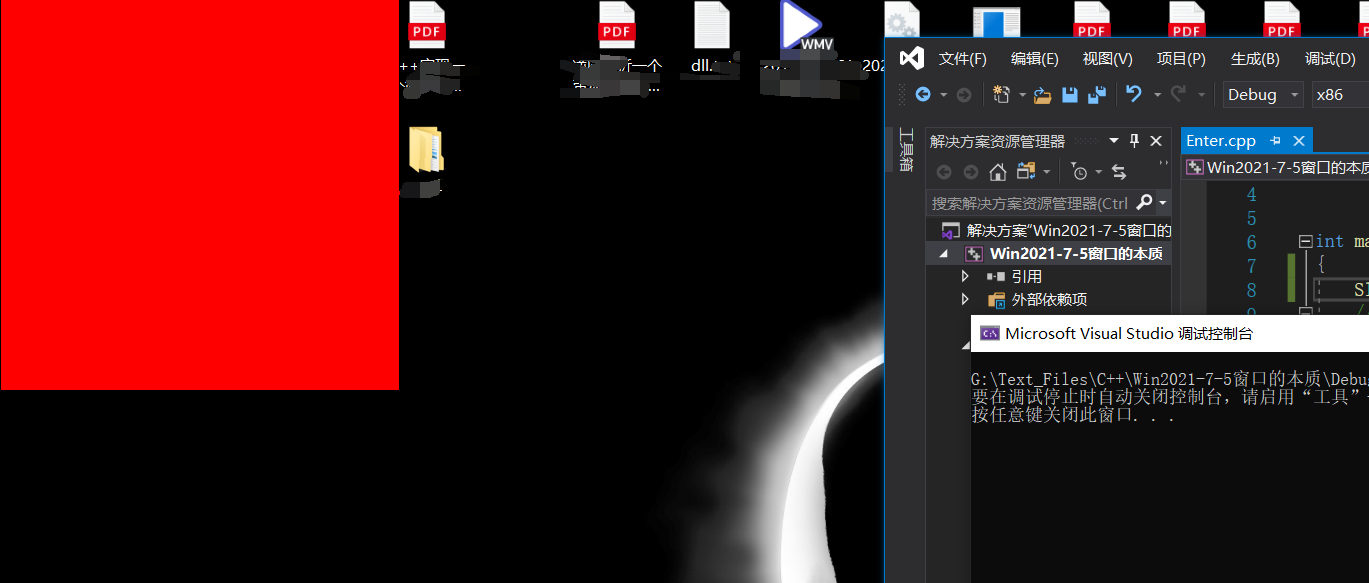 PDF
PDF
WMV
PDF
PDF
PDF
dll.
202
文件(F) 编辑(E) 视图(V) 项目(P) 生成(B) 调试(D)
Debug x86
工具箱
解决方案资源管理器
搜索解决方案资源管理器(Ctrl
解决方案"Win2021-7-5窗口的
Win2021-7-5窗口的本质
引用
外部依赖项
Enter.cpp
Win2021-7-5窗口的本质
4
5
6 int ma
7 {
8 Sl
Microsoft Visual Studio 调试控制台
G:\Text_Files\C++\Win2021-7-5窗口的本质\Debug
要在调试停止时自动关闭控制台，请启用“工具”
按任意键关闭此窗口. . .